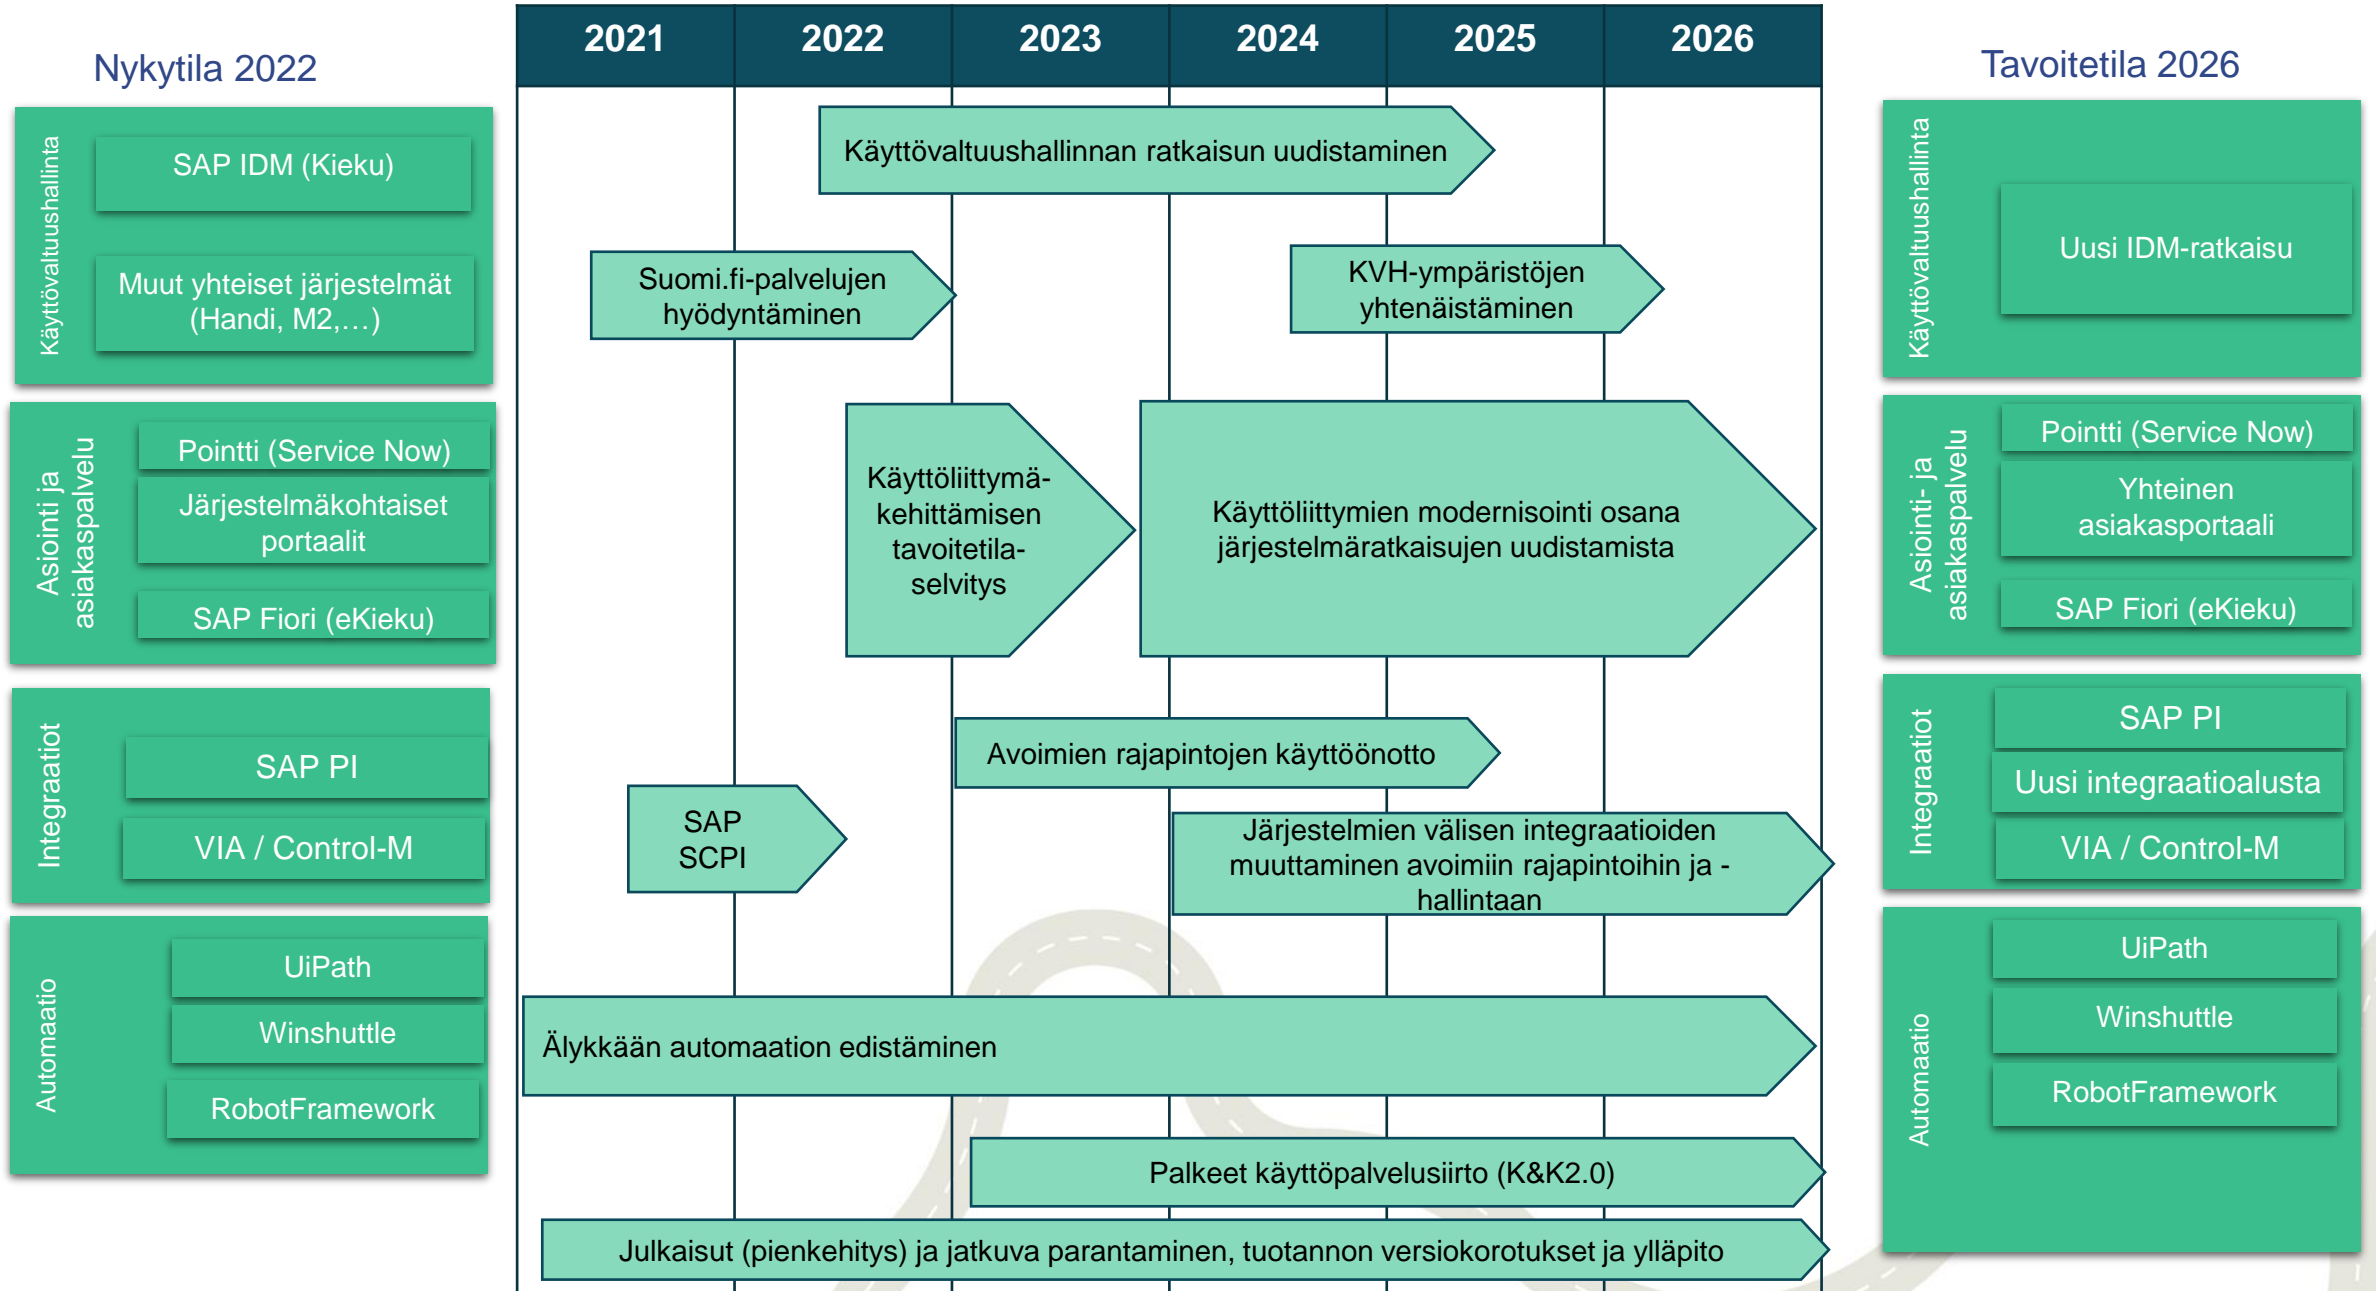 Nykytila 2022
2021
2022
2023
2024
2025
2026
Tavoitetila 2026
Käyttövaltuushallinta
SAP IDM (Kieku)
Muut yhteiset järjestelmät
(Handi, M2,…)
Asiointi ja
asiakaspalvelu
Pointti (Service Now)
Järjestelmäkohtaiset
portaalit
SAP Fiori (eKieku)
Integraatiot
SAP PI
VIA / Control-M
Automaatio
UiPath
Winshuttle
RobotFramework
Käyttövaltuushallinnan ratkaisun uudistaminen
Suomi.fi-palvelujen
hyödyntäminen
KVH-ympäristöjen
yhtenäistäminen
Käyttöliittymä-
kehittämisen
tavoitetila-
selvitys
Käyttöliittymien modernisointi osana
järjestelmäratkaisujen uudistamista
Avoimien rajapintojen käyttöönotto
SAP
SCPI
Järjestelmien välisen integraatioiden
muuttaminen avoimiin rajapintoihin ja -
hallintaan
Älykkään automaation edistäminen
Palkeet käyttöpalvelusiirto (K&K2.0)
Julkaisut (pienkehitys) ja jatkuva parantaminen, tuotannon versiokorotukset ja ylläpito
Käyttövaltuushallinta
Uusi IDM-ratkaisu
Asiointi- ja
asiakaspalvelu
Pointti (Service Now)
Yhteinen
asiakasportaali
SAP Fiori (eKieku)
Integraatiot
SAP PI
Uusi integraatioalusta
VIA / Control-M
Automaatio
UiPath
Winshuttle
RobotFramework